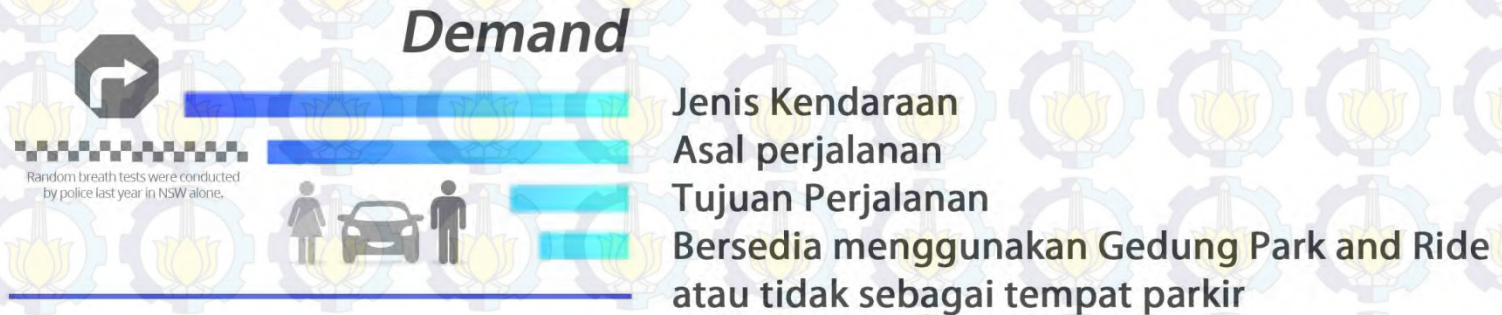 Demand
Random breath tests were conducted
by police last year in NSW alone.
Jenis Kendaraan
Asal perjalanan
Tujuan Perjalanan
Bersedia menggunakan Gedung Park and Ride
atau tidak sebagai tempat parkir